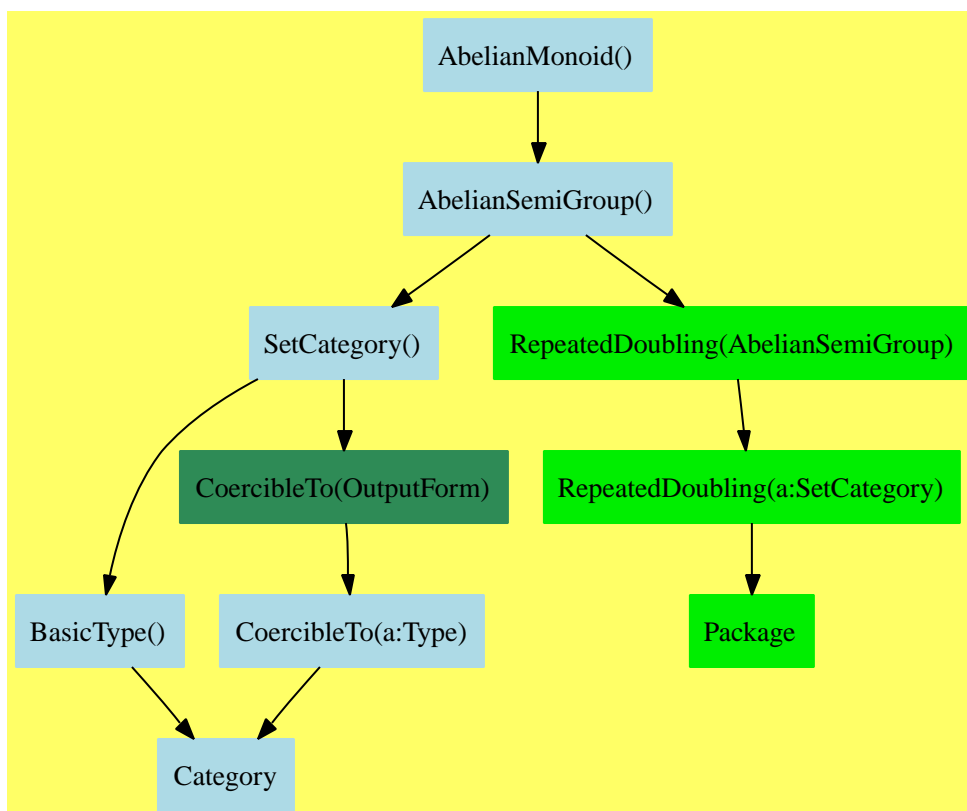 AbelianMonoid()
AbelianSemiGroup()
SetCategory()
RepeatedDoubling(AbelianSemiGroup)
CoercibleTo(OutputForm)
RepeatedDoubling(a:SetCategory)
BasicType()
CoercibleTo(a:Type)
Package
Category